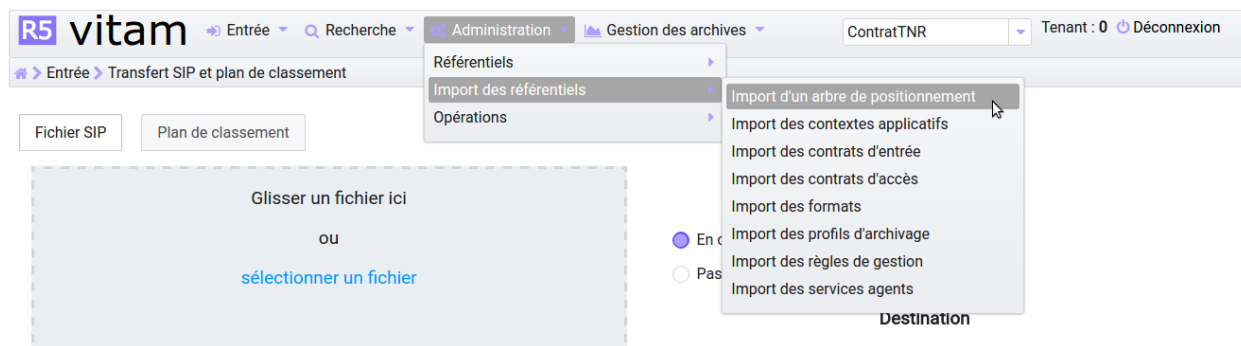 R5 vitam Entrée Recherche Administration Gestion des archives ContratTNR Tenant : 0 Déconnexion
Entrée Transfert SIP et plan de classement
Référentiels
Import des référentiels
Opérations
Import d'un arbre de positionnement
Import des contextes applicatifs
Import des contrats d'entrée
Import des contrats d'accès
Import des formats
Import des profils d'archivage
Import des règles de gestion
Import des services agents
Fichier SIP Plan de classement
Glisser un fichier ici
ou
sélectionner un fichier
En
Pas
Destination